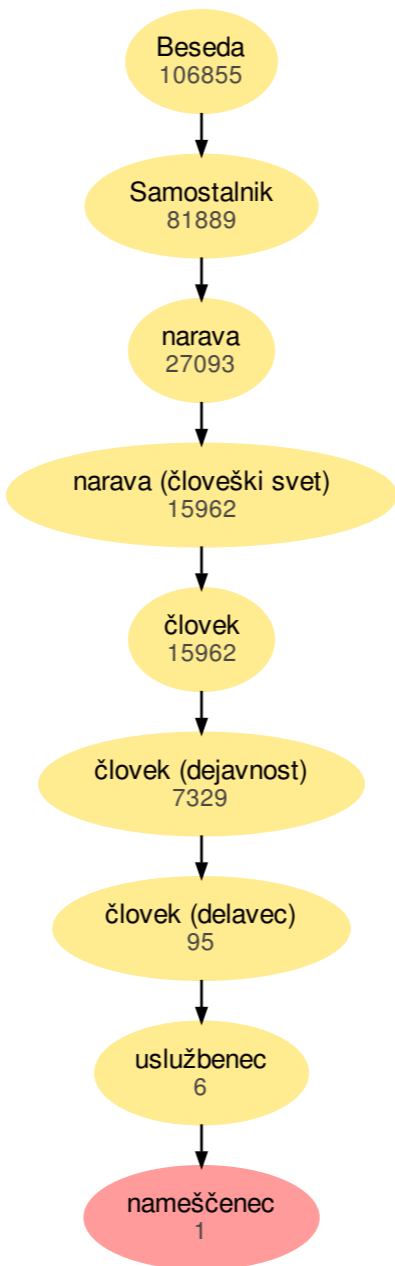 Beseda
106855
Samostalnik
81889
narava
27093
narava (človeški svet)
15962
človek
15962
človek (dejavnost)
7329
človek (delavec)
95
uslužbenec
6
nameščenec
1